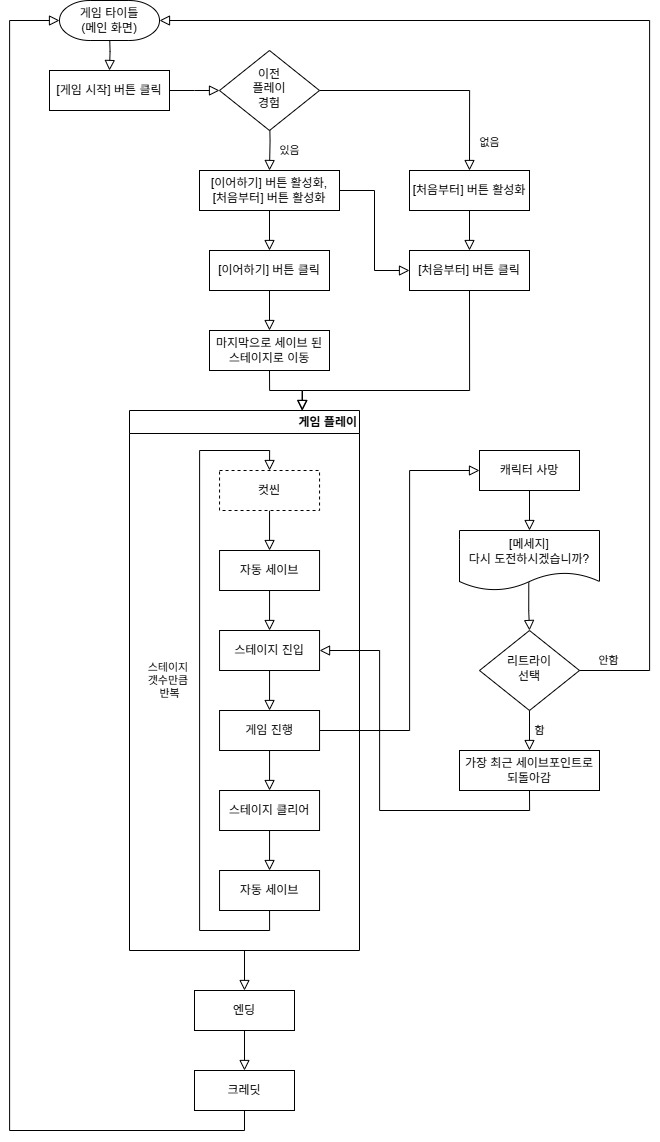 게임 타이틀
(메인 화면)
[게임 시작] 버튼 클릭
이전
플레이
경험
있음
없음
[이어하기] 버튼 활성화,
[처음부터] 버튼 활성화
[처음부터] 버튼 활성화
[이어하기] 버튼 클릭
[처음부터] 버튼 클릭
마지막으로 세이브 된
스테이지로 이동
게임 플레이
컷씬
자동 세이브
스테이지 진입
스테이지
갯수만큼
반복
게임 진행
스테이지 클리어
자동 세이브
캐릭터 사망
[메세지]
다시 도전하시겠습니까?
리트라이
선택
안함
함
가장 최근 세이브포인트로
되돌아감
엔딩
크레딧